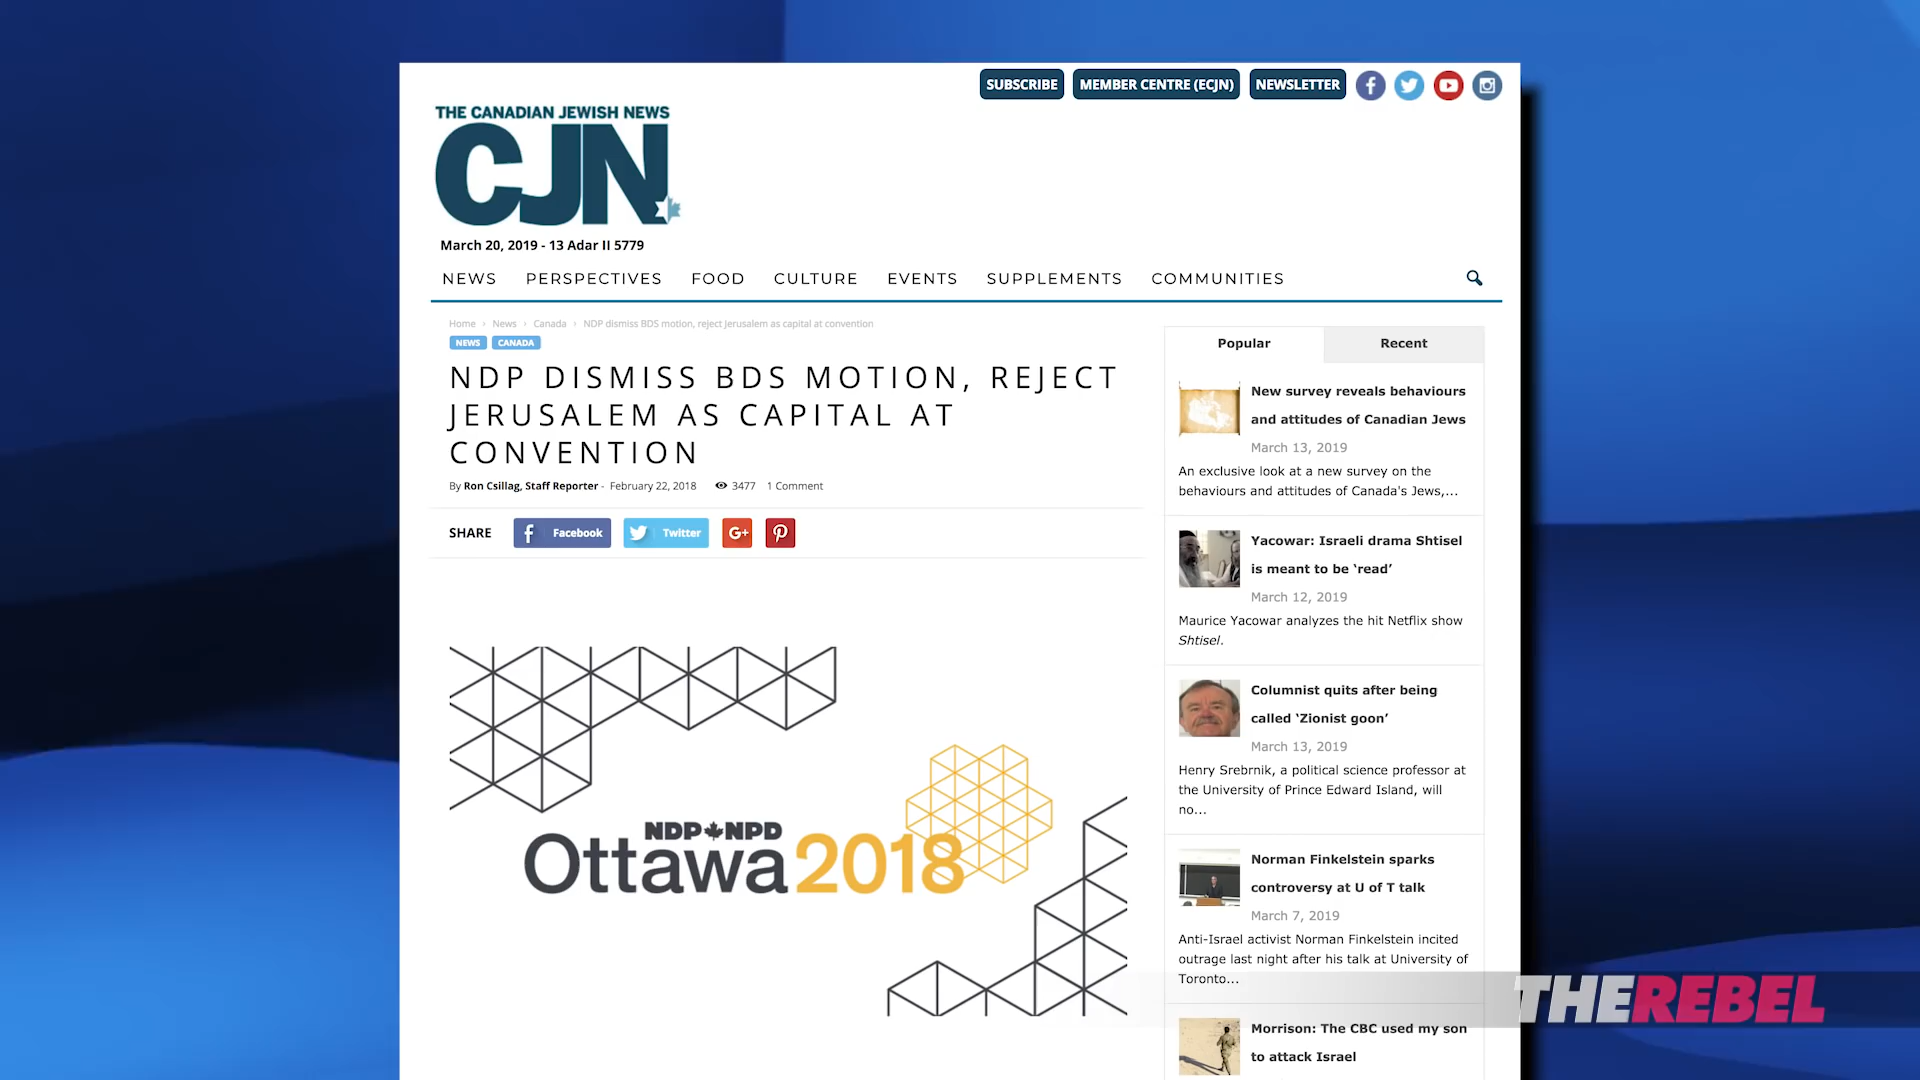 SUBSCRIBE
MEMBER CENTRE (ECJN)
NEWSLETTER
THE CANADIAN JEWISH NEWS
CJN
March 20, 2019 - 13 Adar II 5779
NEWS
PERSPECTIVES
FOOD
CULTURE
EVENTS
SUPPLEMENTS
COMMUNITIES
Home › News › Canada › NDP dismiss BDS motion, reject Jerusalem as capital at convention
NEWS
CANADA
NDP DISMISS BDS MOTION, REJECT
JERUSALEM AS CAPITAL AT
CONVENTION
By Ron Csillag, Staff Reporter - February 22, 2018 3477 1 Comment
SHARE
Facebook
Twitter
G+
NDP NPD
Ottawa 2018
Popular
Recent
New survey reveals behaviours
and attitudes of Canadian Jews
March 13, 2019
An exclusive look at a new survey on the
behaviours and attitudes of Canada's Jews,...
Yacowar: Israeli drama Shtisel
is meant to be ‘read’
March 12, 2019
Maurice Yacowar analyzes the hit Netflix show
Shtisel.
Columnist quits after being
called ‘Zionist goon’
March 13, 2019
Henry Srebrnik, a political science professor at
the University of Prince Edward Island, will
no...
Norman Finkelstein sparks
controversy at U of T talk
March 7, 2019
Anti-Israel activist Norman Finkelstein incited
outrage last night after his talk at University of
Toronto...
Morrison: The CBC used my son
to attack Israel
THEREBEL